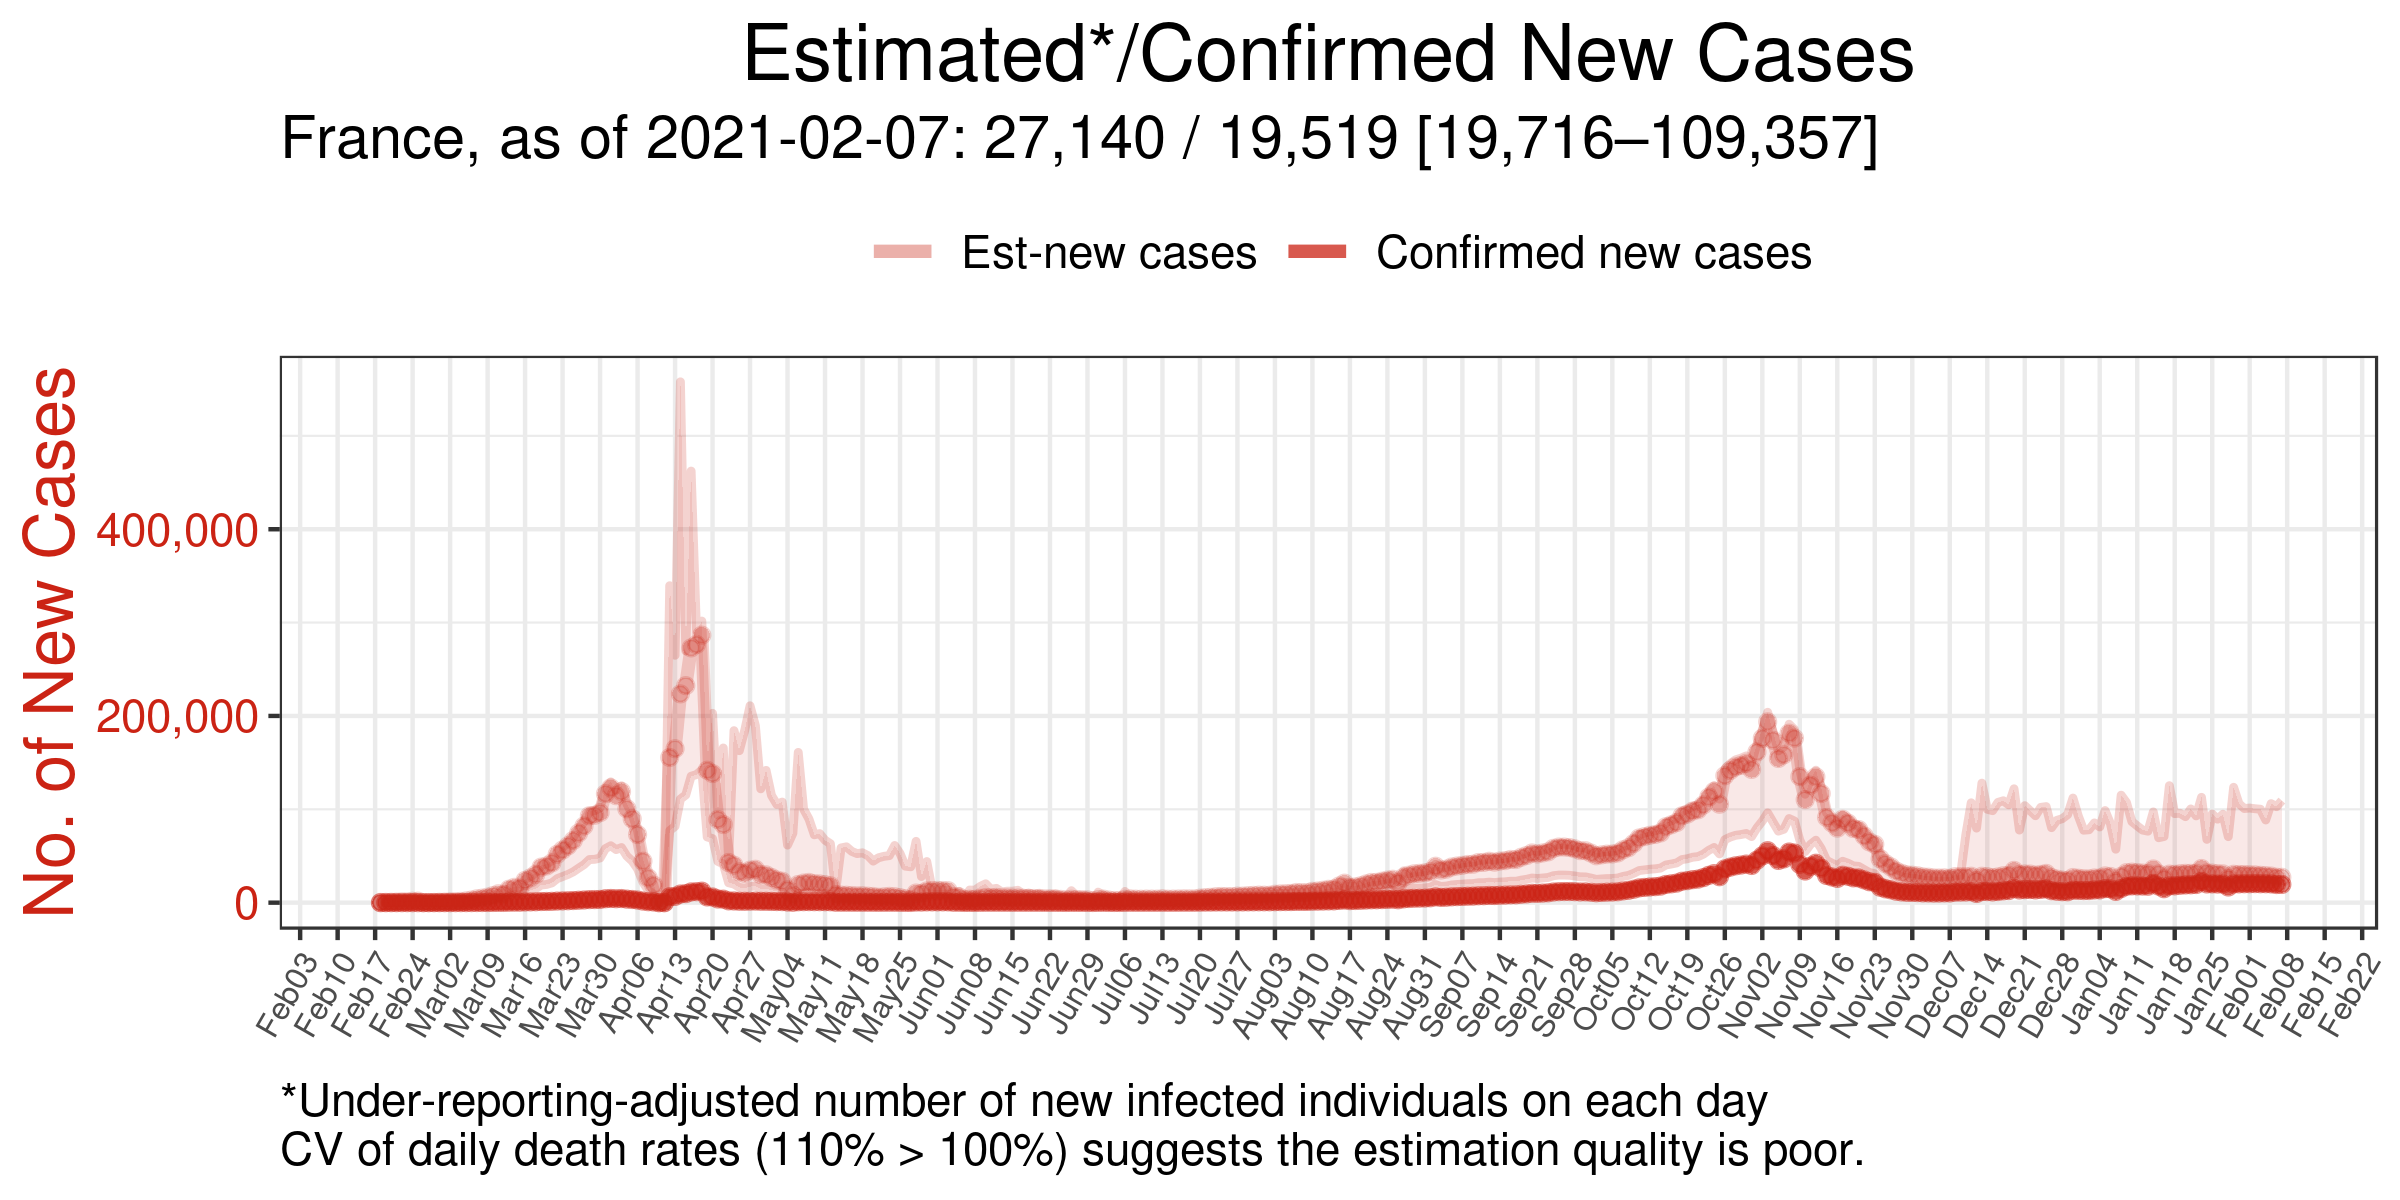 Estimated*/Confirmed New Cases
France, as of 2021-02-07: 27,140 / 19,519 [19,716–109,357]
Est-new cases
Confirmed new cases
No. of New Cases
400,000
200,000
0
Feb03
Feb10
Feb17
Feb24
Mar02
Mar09
Mar16
Mar23
Mar30
Apr06
Apr13
Apr20
Apr27
May04
May11
May18
May25
Jun01
Jun08
Jun15
Jun22
Jun29
Jul06
Jul13
Jul20
Jul27
Aug03
Aug10
Aug17
Aug24
Aug31
Sep07
Sep14
Sep21
Sep28
Oct05
Oct12
Oct19
Oct26
Nov02
Nov09
Nov16
Nov23
Nov30
Dec07
Dec14
Dec21
Dec28
Jan04
Jan11
Jan18
Jan25
Feb01
Feb08
Feb15
Feb22
*Under-reporting-adjusted number of new infected individuals on each day
CV of daily death rates (110% > 100%) suggests the estimation quality is poor.